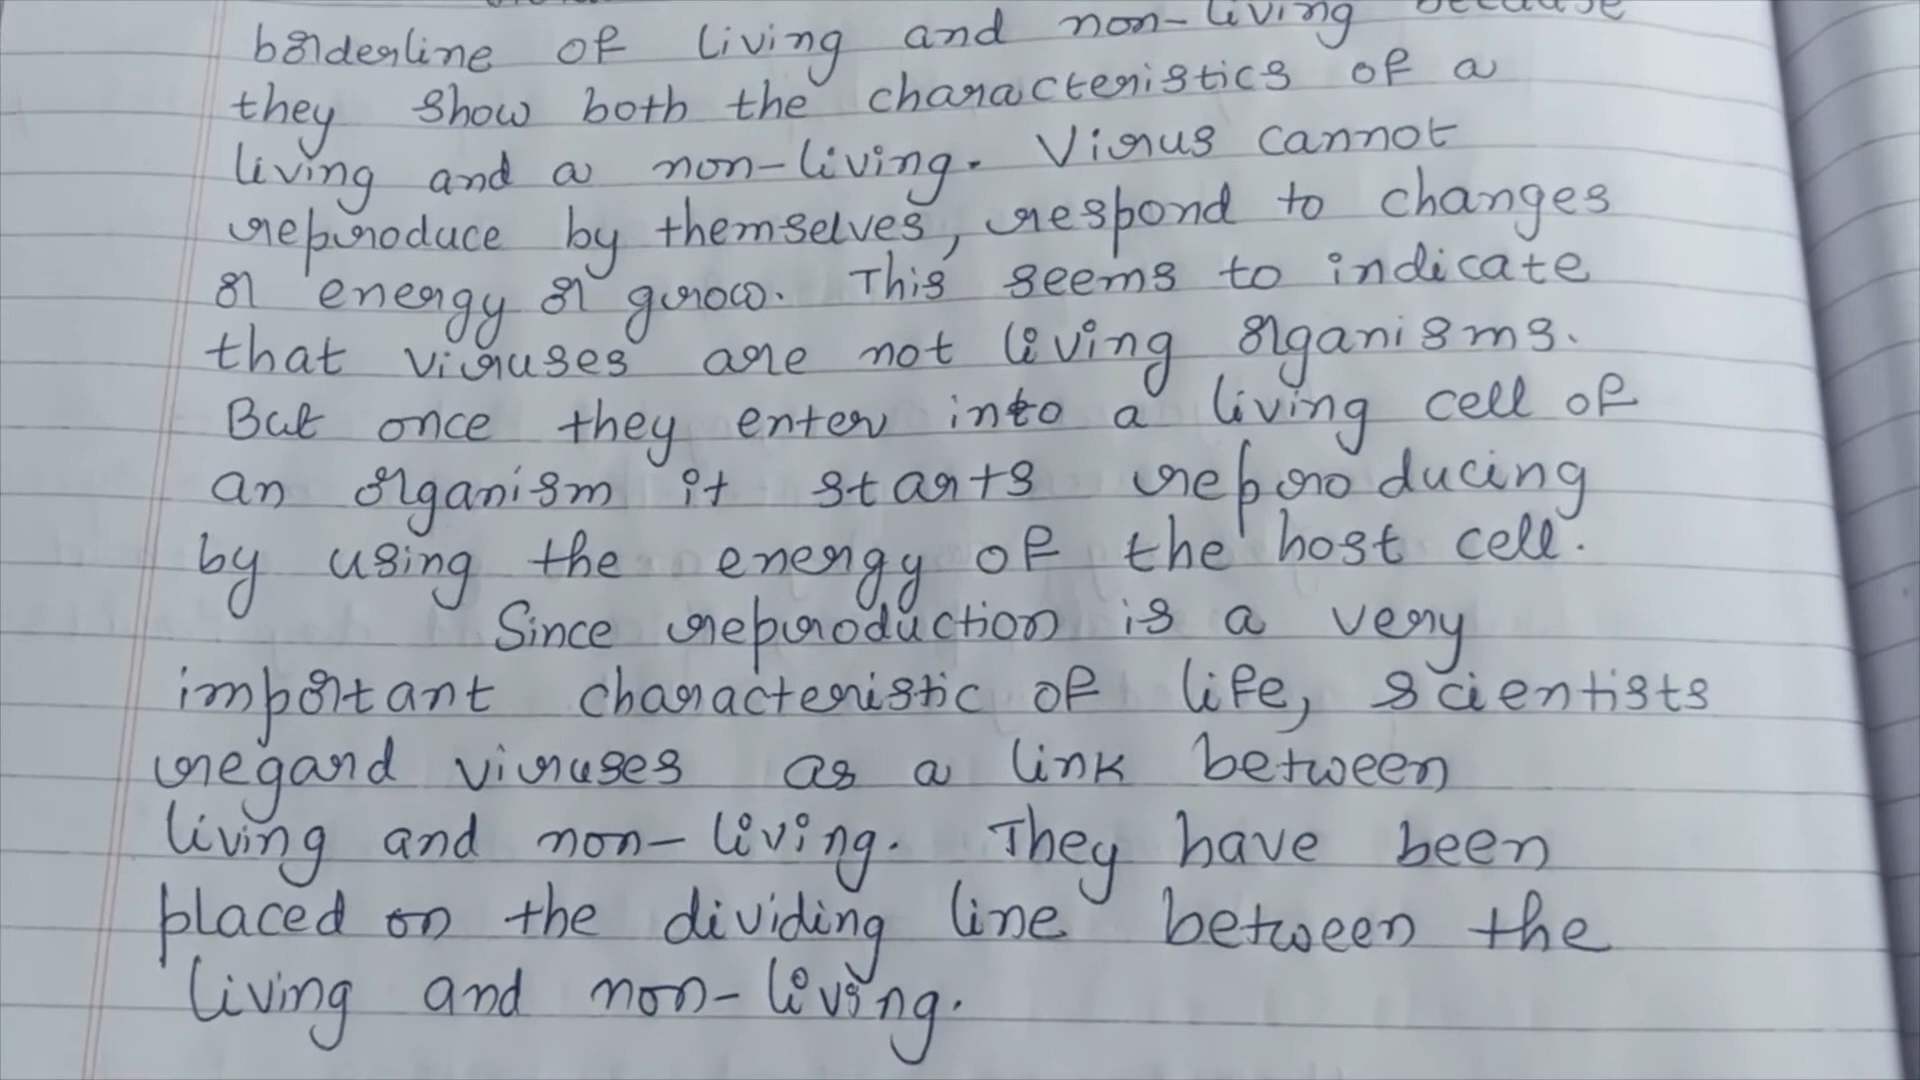 borderline of living and non-living because
they show both the characteristics of a
living and a non-living. Virus cannot
reproduce by themselves, respond to changes
or energy or grow. This seems to indicate
that viruses are not living organisms.
But once they enter into a living cell of
an organism it starts reproducing
by using the energy of the host cell.
Since reproduction is a very
important characteristic of life, scientists
regard viruses as a link between
living and non-living. They have been
placed on the dividing line between the
living and non-living.